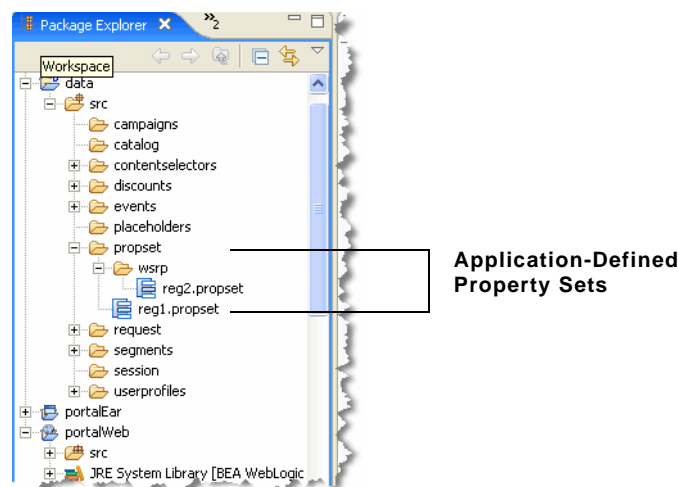 Package Explorer
»2
Workspace
data
src
campaigns
catalog
contentselectors
discounts
events
placeholders
propset
wsrp
reg2.propset
reg1.propset
request
segments
session
userprofiles
portalEar
portalWeb
src
JRE System Library [BEA WebLogic
Application-Defined
Property Sets